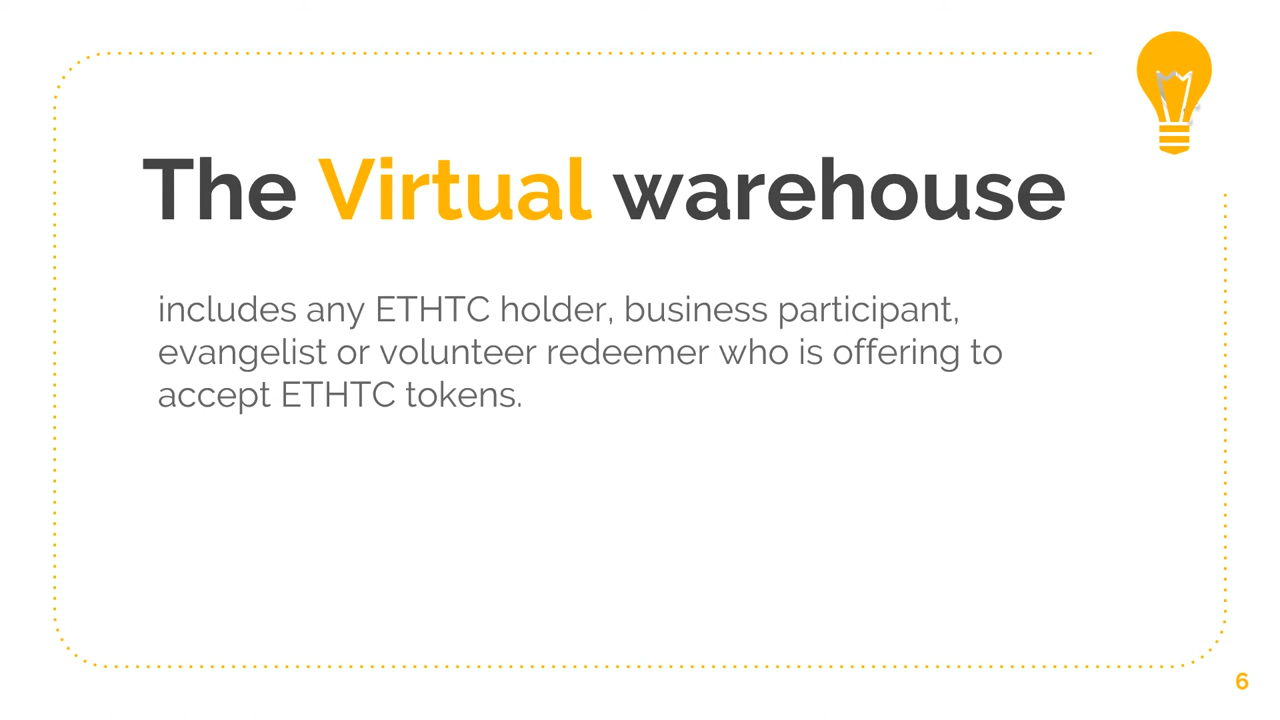 The Virtual warehouse
includes any ETHTC holder, business participant,
evangelist or volunteer redeemer who is offering to
accept ETHTC tokens.
6